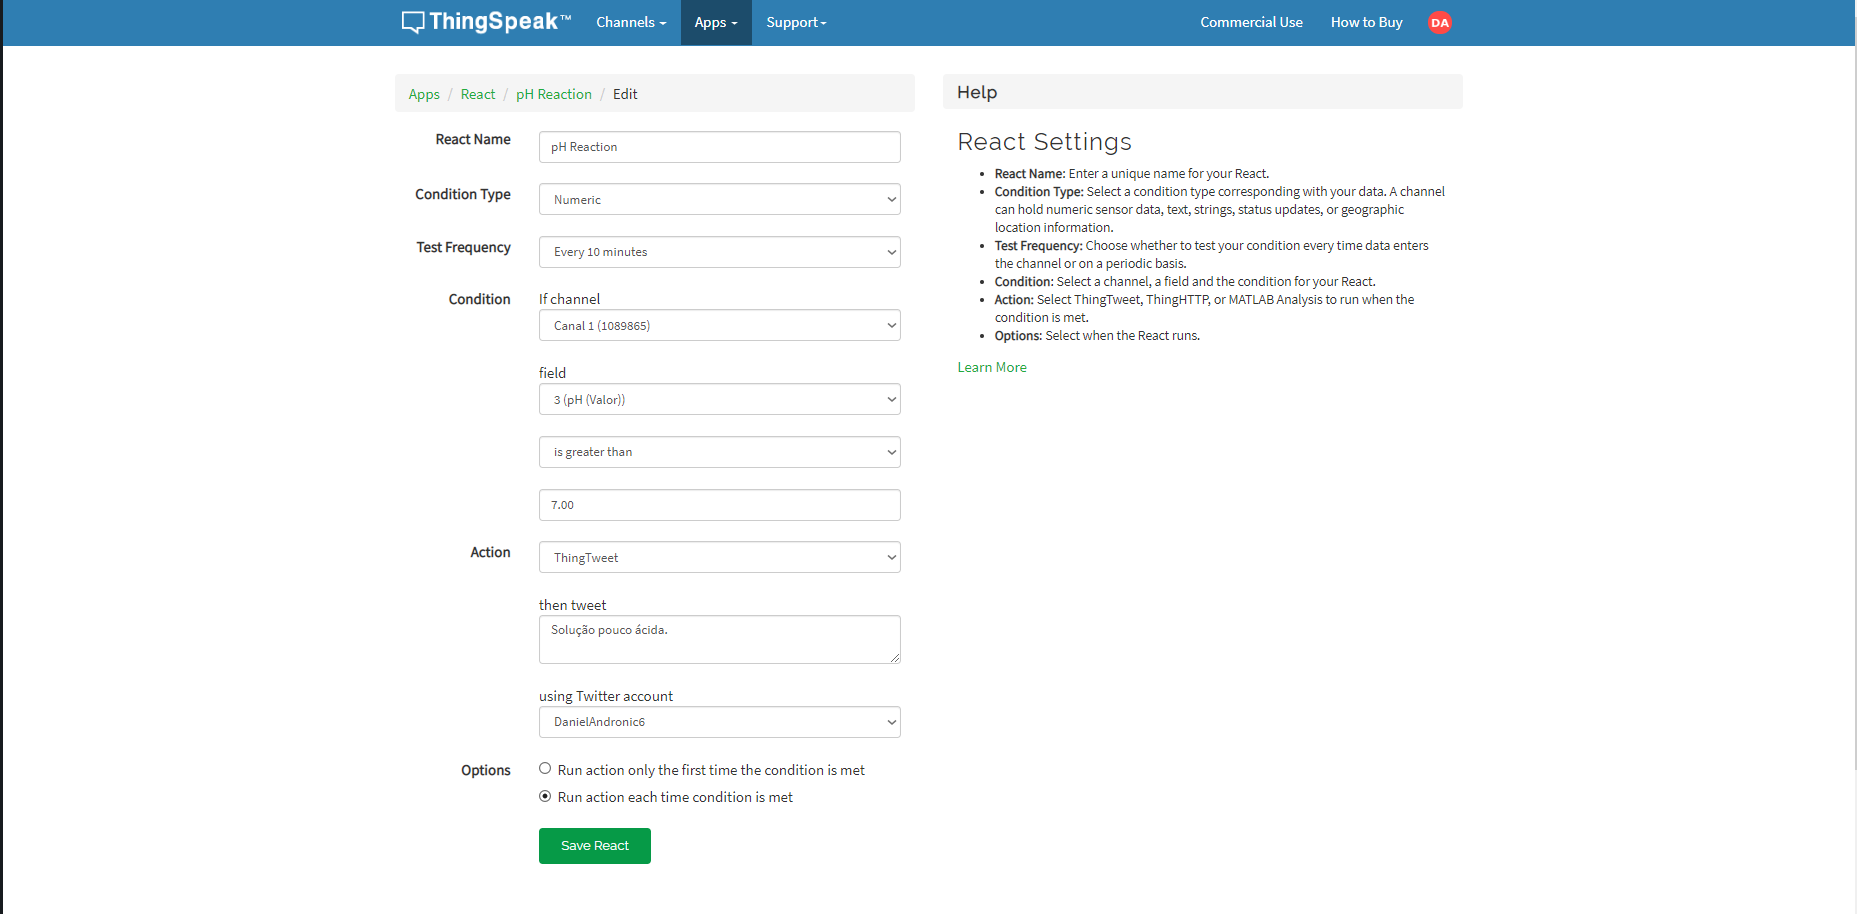 ThingSpeak™ Channels Apps Support Commercial Use How to Buy DA
Apps / React / pH Reaction / Edit
React Name
pH Reaction
Condition Type
Numeric
Test Frequency
Every 10 minutes
Condition
If channel
Canal 1 (1089865)
field
3 (pH (Valor))
is greater than
7.00
Action
ThingTweet
then tweet
Solução pouco ácida.
using Twitter account
DanielAndronic6
Options
Run action only the first time the condition is met
Run action each time condition is met
Save React
Help
React Settings
React Name: Enter a unique name for your React.
Condition Type: Select a condition type corresponding with your data. A channel
can hold numeric sensor data, text, strings, status updates, or geographic
location information.
Test Frequency: Choose whether to test your condition every time data enters
the channel or on a periodic basis.
Condition: Select a channel, a field and the condition for your React.
Action: Select ThingTweet, ThingHTTP, or MATLAB Analysis to run when the
condition is met.
Options: Select when the React runs.
Learn More